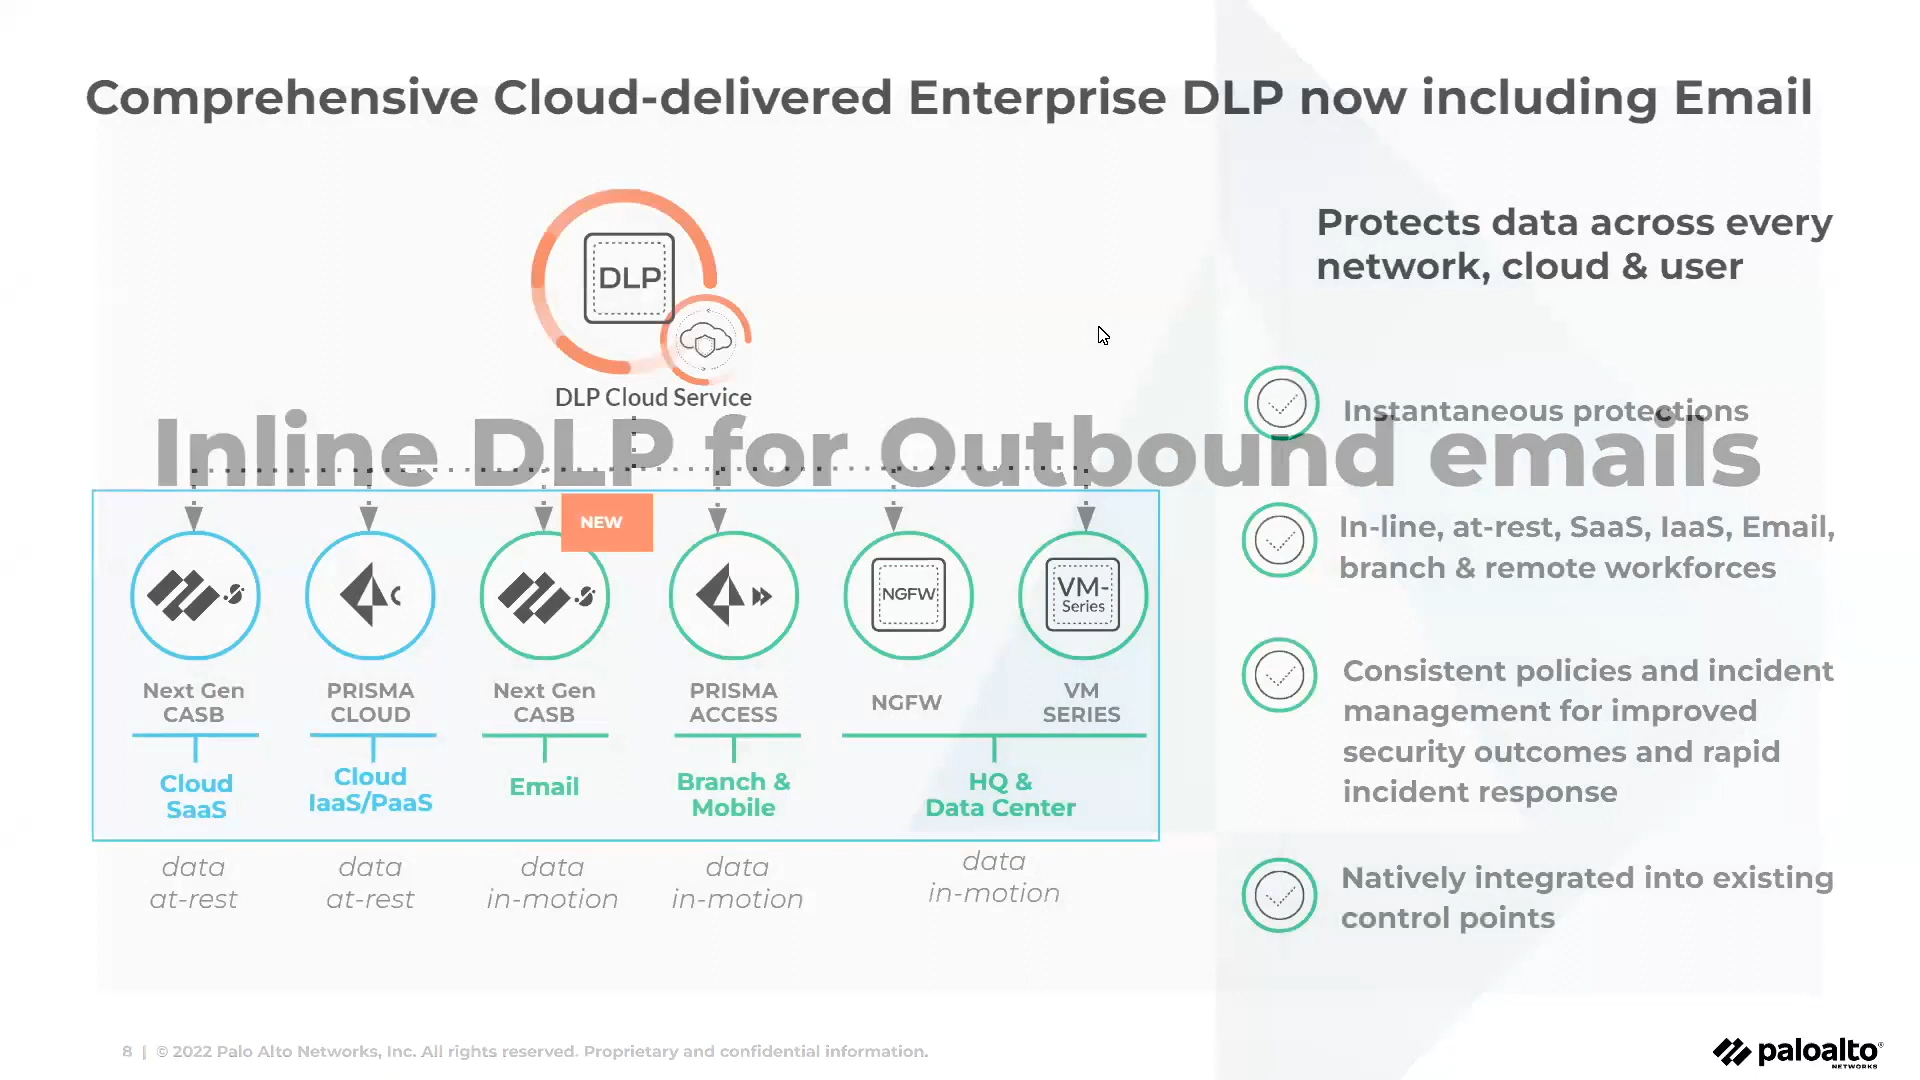 Comprehensive Cloud-delivered Enterprise DLP now including Email
DLP
DLP Cloud Service
Inline DLP for Outbound emails
NEW
NGFW
VM-
Series
Next Gen
CASB
PRISMA
CLOUD
Next Gen
CASB
PRISMA
ACCESS
NGFW
VM
SERIES
Cloud
SaaS
Cloud
IaaS/PaaS
Email
Branch &
Mobile
HQ &
Data Center
data
at-rest
data
at-rest
data
in-motion
data
in-motion
data
in-motion
Protects data across every
network, cloud & user
Instantaneous protections
In-line, at-rest, SaaS, IaaS, Email,
branch & remote workforces
Consistent policies and incident
management for improved
security outcomes and rapid
incident response
Natively integrated into existing
control points
8 | © 2022 Palo Alto Networks, Inc. All rights reserved. Proprietary and confidential information.
paloalto®
NETWORKS